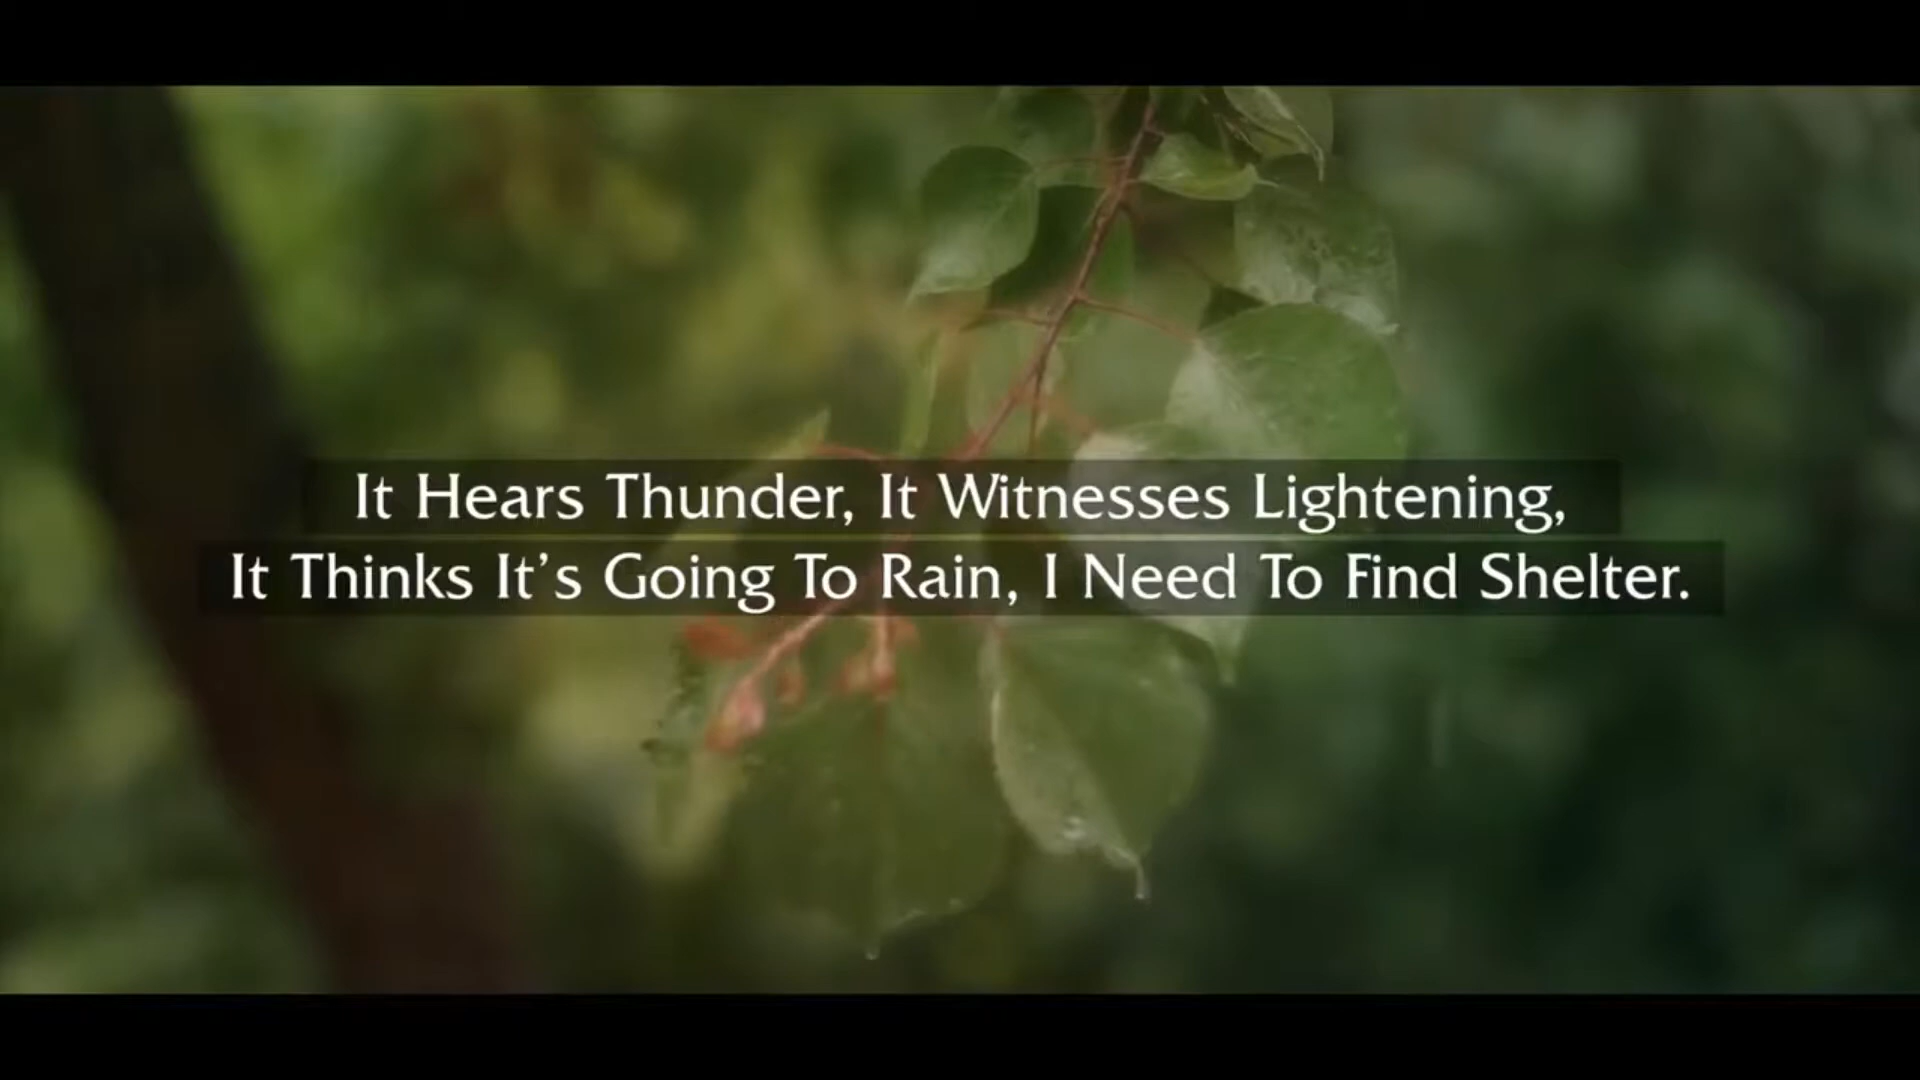 It Hears Thunder, It Witnesses Lightening,
It Thinks It's Going To Rain, I Need To Find Shelter.